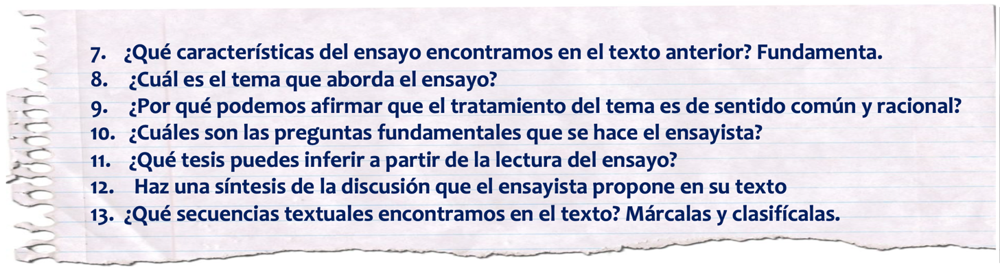 7. ¿Qué características del ensayo encontramos en el texto anterior? Fundamenta.
8. ¿Cuál es el tema que aborda el ensayo?
9. ¿Por qué podemos afirmar que el tratamiento del tema es de sentido común y racional?
10. ¿Cuáles son las preguntas fundamentales que se hace el ensayista?
11. ¿Qué tesis puedes inferir a partir de la lectura del ensayo?
12. Haz una síntesis de la discusión que el ensayista propone en su texto
13. ¿Qué secuencias textuales encontramos en el texto? Márcalas y clasifícalas.